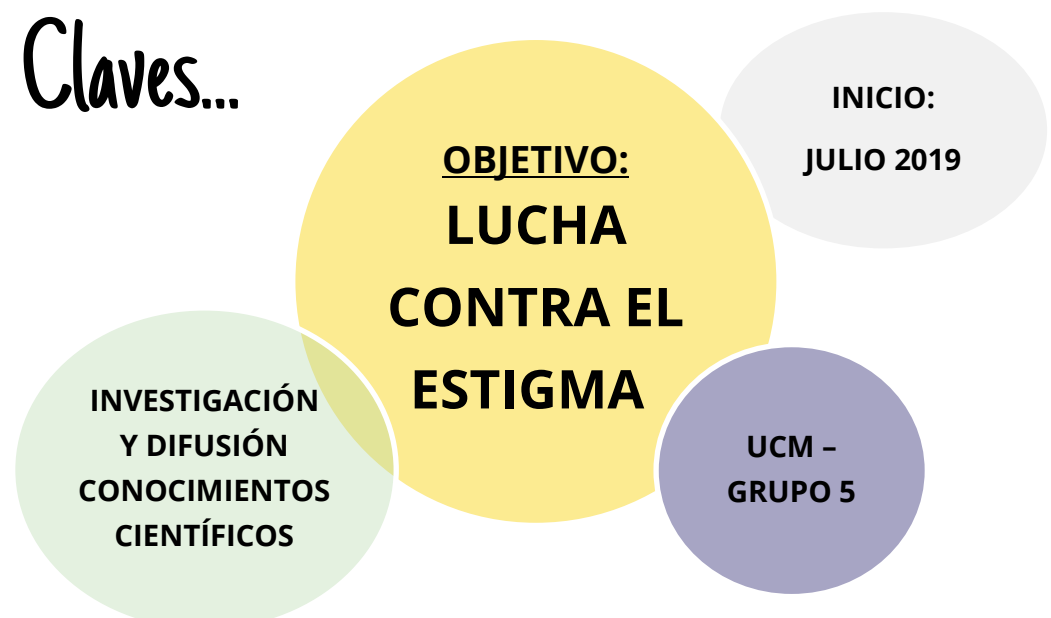 Claves...
OBJETIVO:
LUCHA
CONTRA EL
ESTIGMA
INICIO:
JULIO 2019
INVESTIGACIÓN
Y DIFUSIÓN
CONOCIMIENTOS
CIENTÍFICOS
UCM –
GRUPO 5